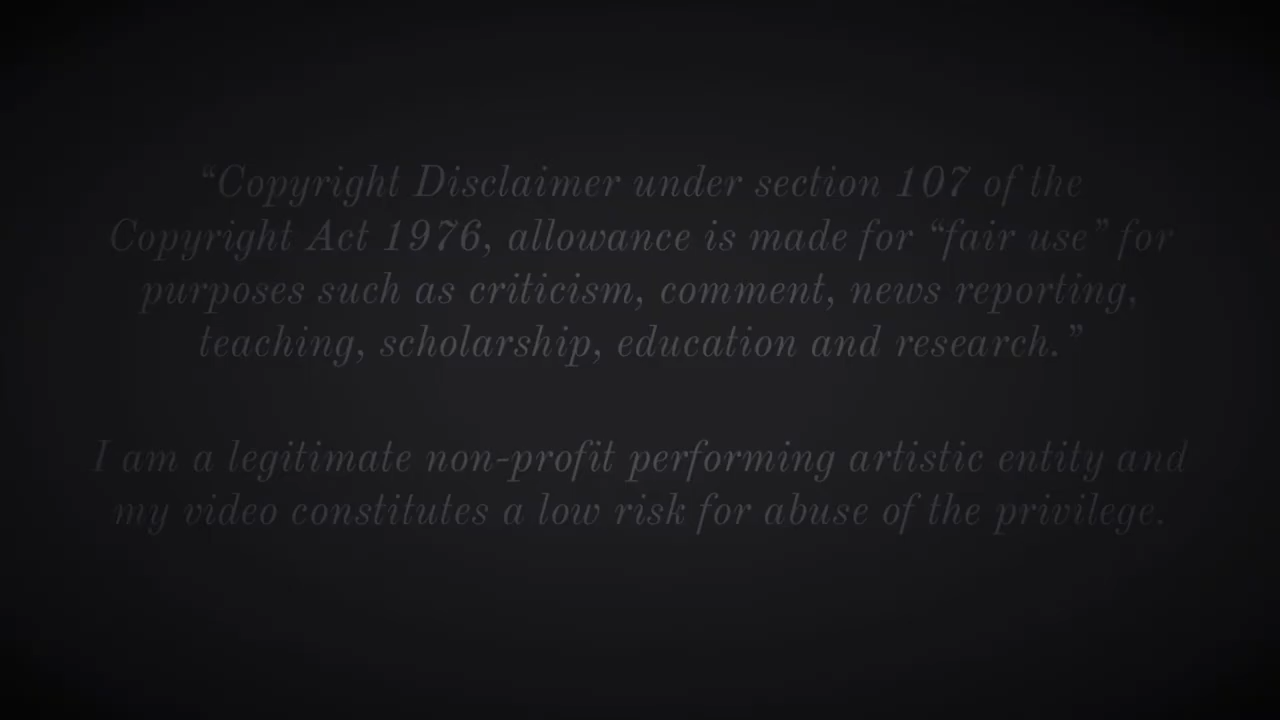 “Copyright Disclaimer under section 107 of the
Copyright Act 1976, allowance is made for “fair use” for
purposes such as criticism, comment, news reporting,
teaching, scholarship, education and research.”
I am a legitimate non-profit performing artistic entity and
my video constitutes a low risk for abuse of the privilege.